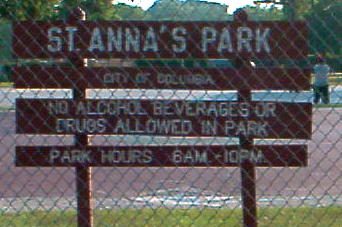 ST. ANNA'S PARK
CITY OF COLUMBIA
NO ALCOHOL BEVERAGES OR
DRUGS ALLOWED IN PARK
PARK HOURS 6AM.-10PM.